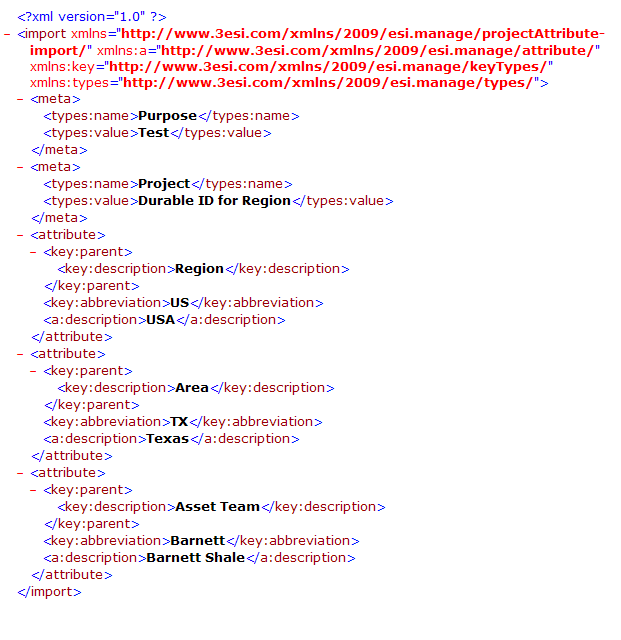 <?xml version="1.0" ?>
- <import xmlns="http://www.3esi.com/xmlns/2009/esi.manage/projectAttribute-
import/" xmlns:a="http://www.3esi.com/xmlns/2009/esi.manage/attribute/"
xmlns:key="http://www.3esi.com/xmlns/2009/esi.manage/keyTypes/"
xmlns:types="http://www.3esi.com/xmlns/2009/esi.manage/types/">
- <meta>
<types:name>Purpose</types:name>
<types:value>Test</types:value>
</meta>
- <meta>
<types:name>Project</types:name>
<types:value>Durable ID for Region</types:value>
</meta>
- <attribute>
- <key:parent>
<key:description>Region</key:description>
</key:parent>
<key:abbreviation>US</key:abbreviation>
<a:description>USA</a:description>
</attribute>
- <attribute>
- <key:parent>
<key:description>Area</key:description>
</key:parent>
<key:abbreviation>TX</key:abbreviation>
<a:description>Texas</a:description>
</attribute>
- <attribute>
- <key:parent>
<key:description>Asset Team</key:description>
</key:parent>
<key:abbreviation>Barnett</key:abbreviation>
<a:description>Barnett Shale</a:description>
</attribute>
</import>